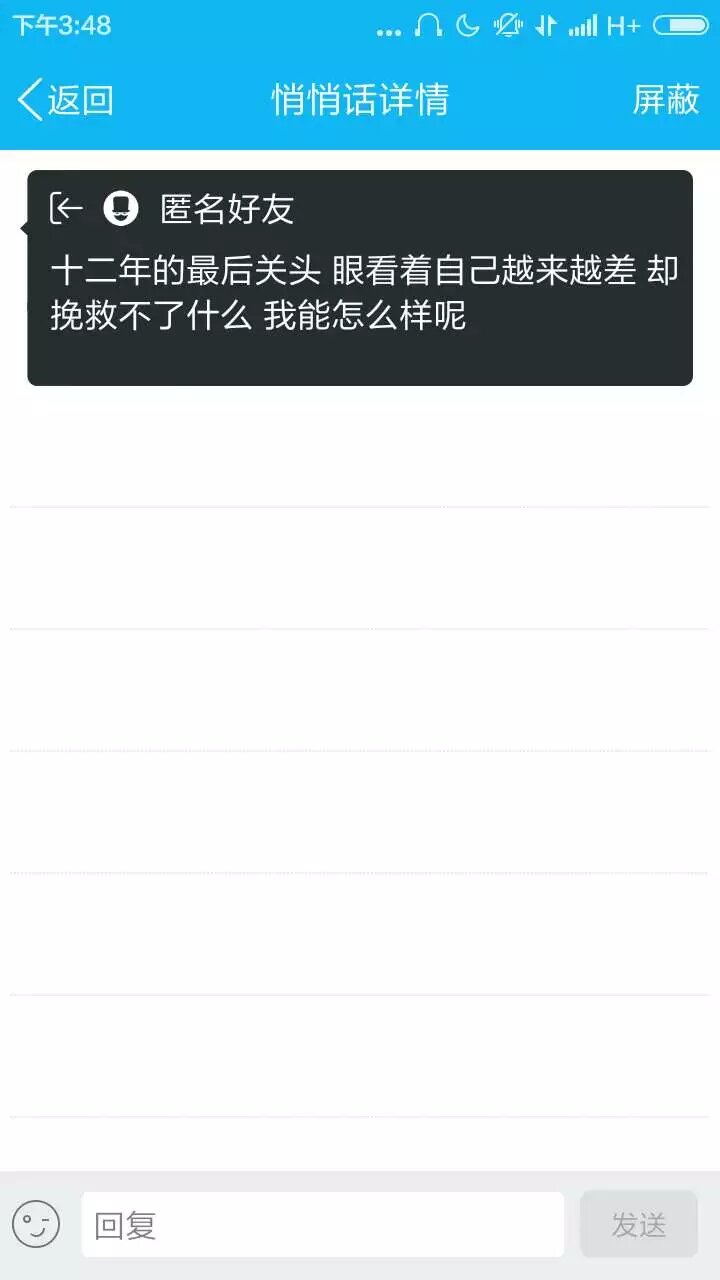 下午3:48
... H+
返回 悄悄话详情 屏蔽
匿名好友
十二年的最后关头 眼看着自己越来越差 却
挽救不了什么 我能怎么样呢
回复 发送